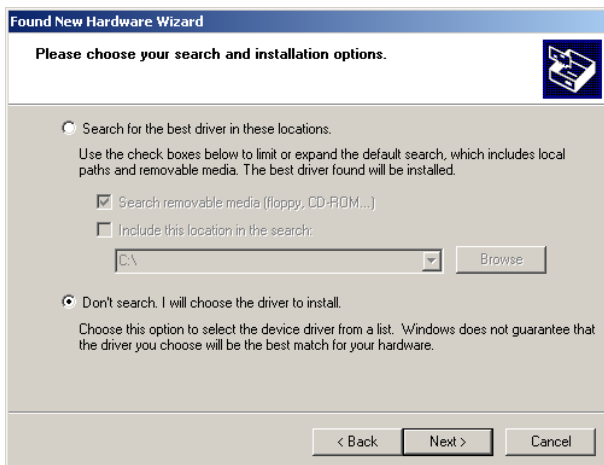 Found New Hardware Wizard
Please choose your search and installation options.
Search for the best driver in these locations.
Use the check boxes below to limit or expand the default search, which includes local
paths and removable media. The best driver found will be installed.
Search removable media (floppy, CD-ROM...)
Include this location in the search:
C:\
Browse
Don't search. I will choose the driver to install.
Choose this option to select the device driver from a list. Windows does not guarantee that
the driver you choose will be the best match for your hardware.
< Back
Next >
Cancel